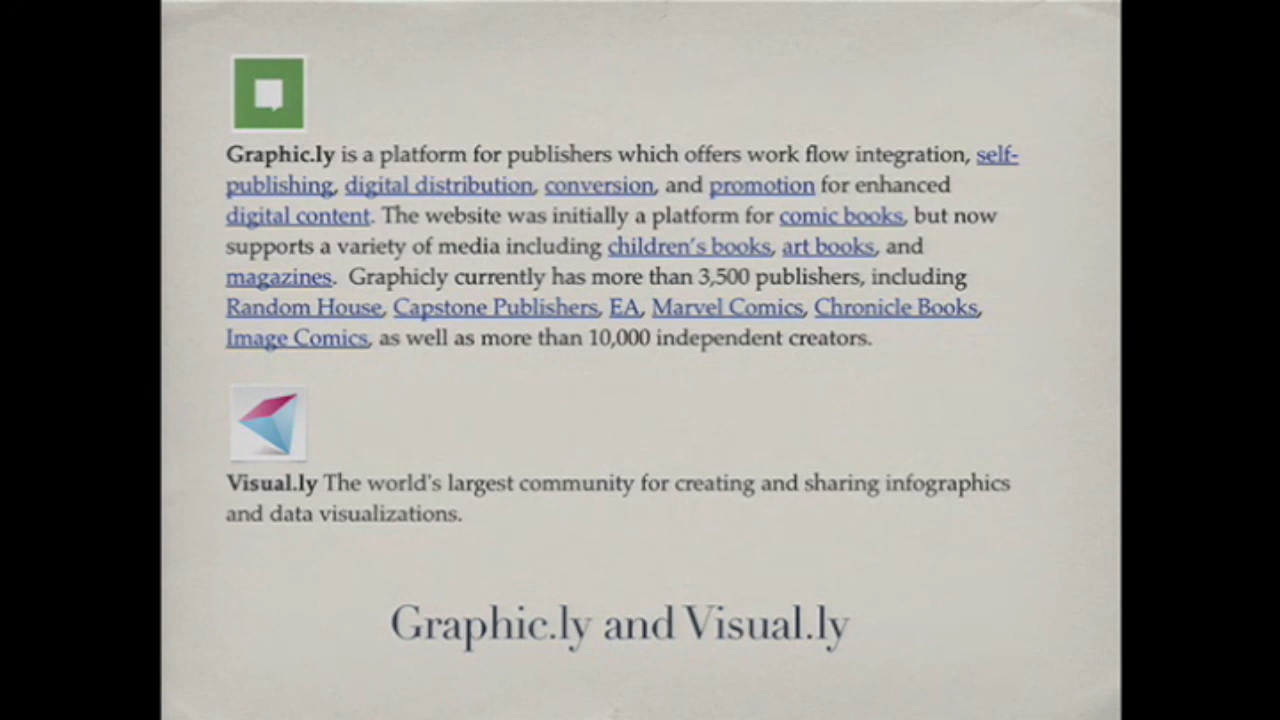 Graphic.ly is a platform for publishers which offers work flow integration, self-
publishing, digital distribution, conversion, and promotion for enhanced
digital content. The website was initially a platform for comic books, but now
supports a variety of media including children's books, art books, and
magazines.  Graphicly currently has more than 3,500 publishers, including
Random House, Capstone Publishers, EA, Marvel Comics, Chronicle Books,
Image Comics, as well as more than 10,000 independent creators.
Visual.ly The world's largest community for creating and sharing infographics
and data visualizations.
Graphic.ly and Visual.ly